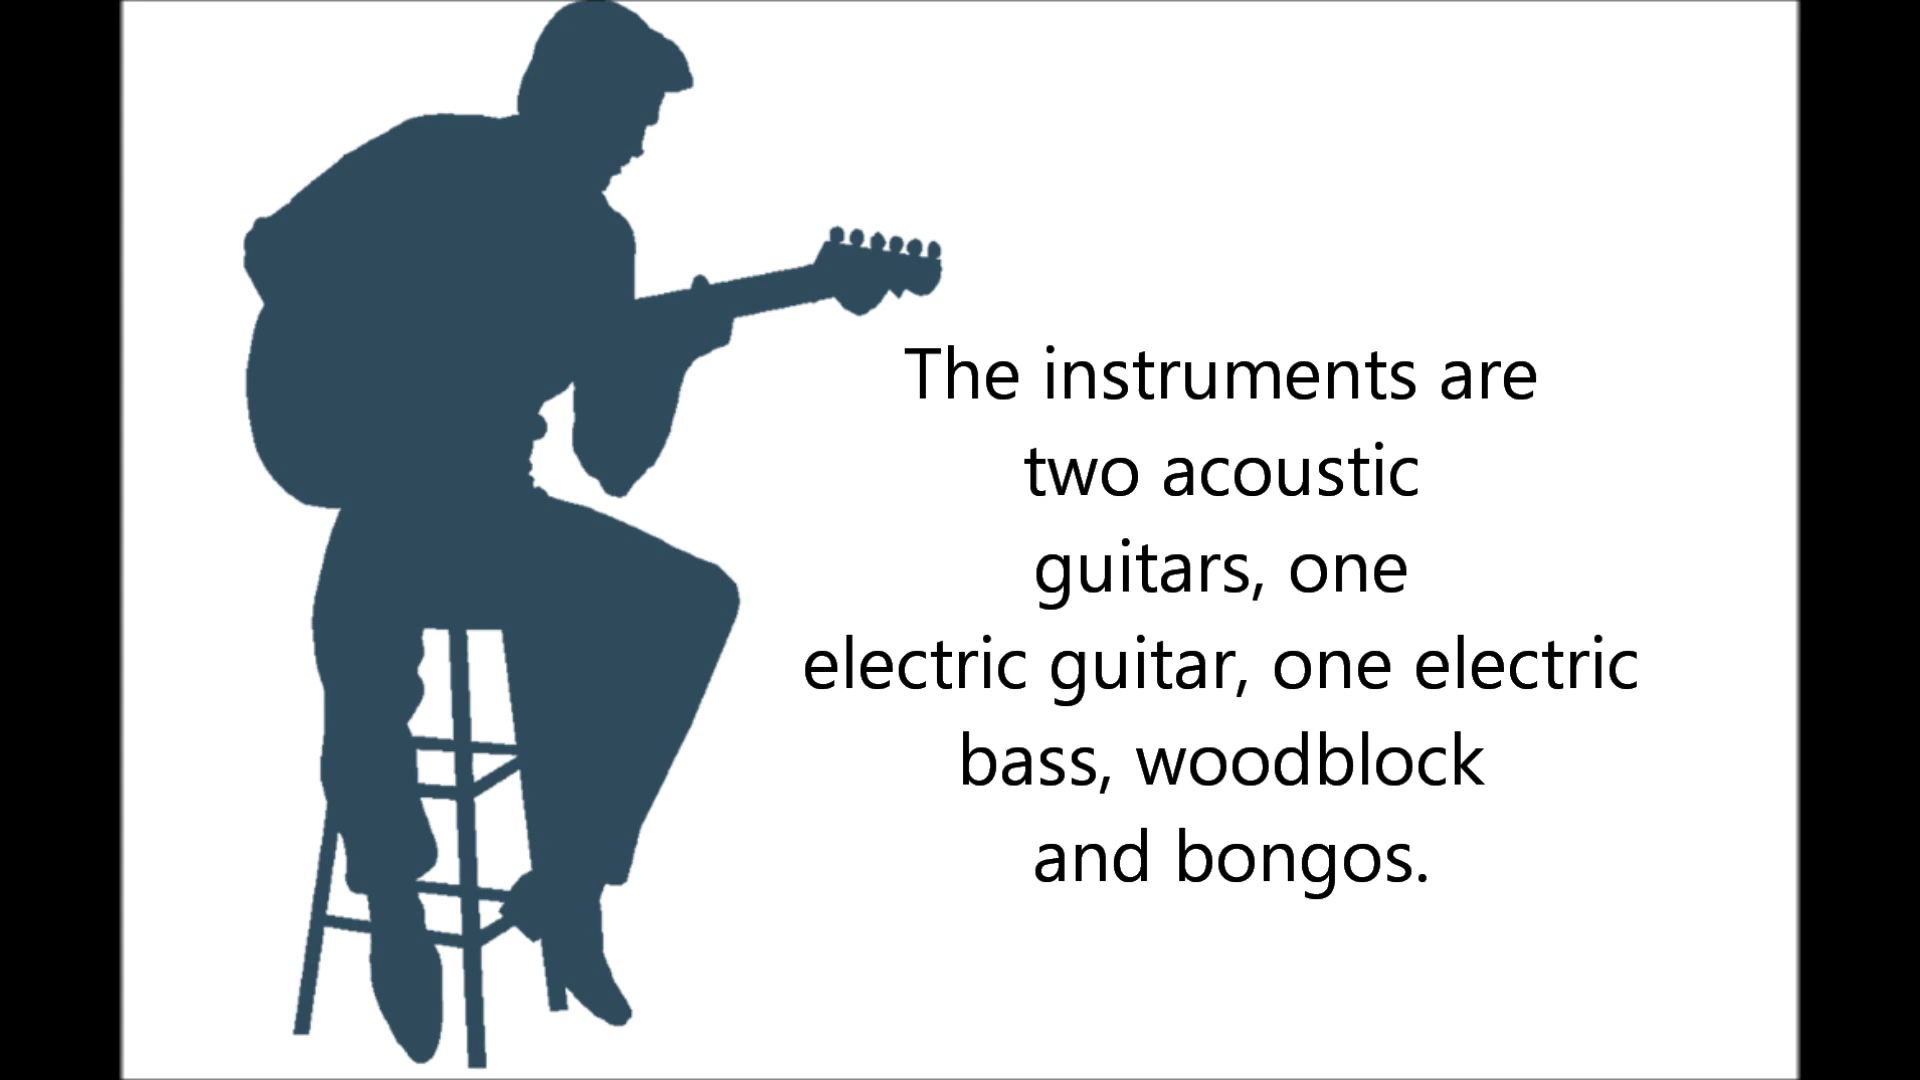 The instruments are
two acoustic
guitars, one
electric guitar, one electric
bass, woodblock
and bongos.